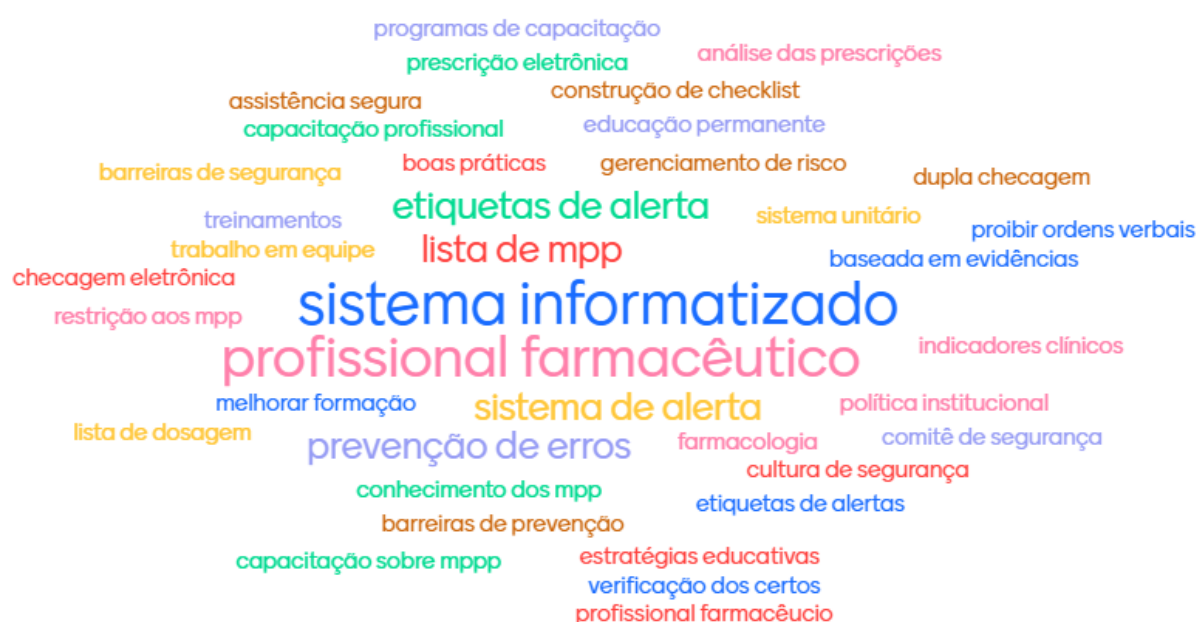 programas de capacitação
análise das prescrições
prescrição eletrônica
construção de checklist
assistência segura
capacitação profissional
educação permanente
barreiras de segurança
boas práticas
gerenciamento de risco
dupla checagem
etiquetas de alerta
treinamentos
sistema unitário
proibir ordens verbais
trabalho em equipe
lista de mpp
baseada em evidências
checagem eletrônica
sistema informatizado
restrição aos mpp
profissional farmacêutico
indicadores clínicos
melhorar formação
sistema de alerta
política institucional
lista de dosagem
prevenção de erros
farmacologia
comitê de segurança
cultura de segurança
conhecimento dos mpp
etiquetas de alertas
barreiras de prevenção
capacitação sobre mppp
estratégias educativas
verificação dos certos
profissional farmacêucio